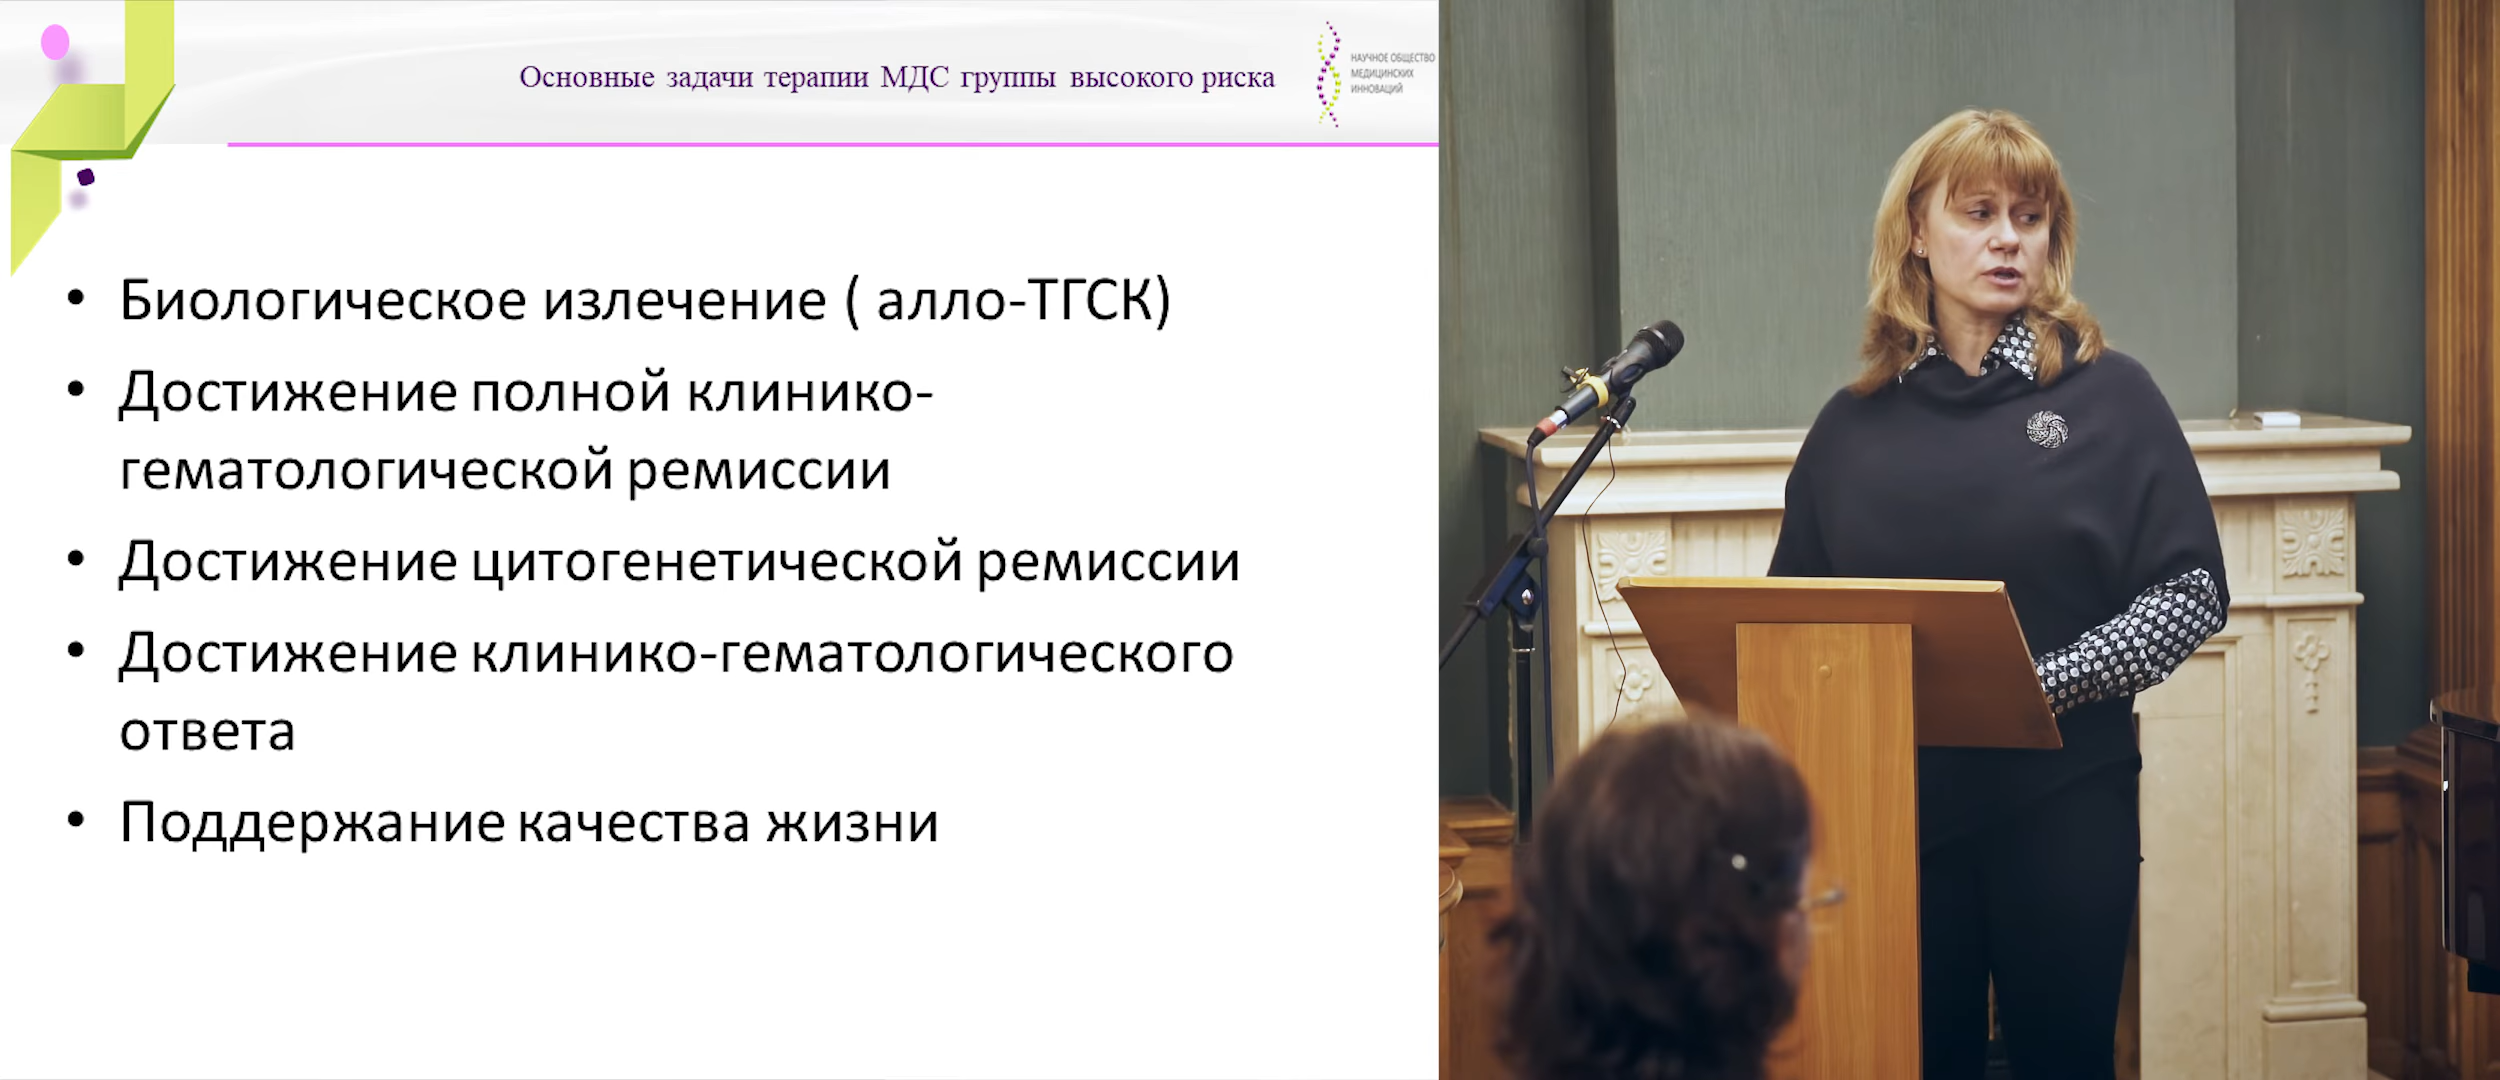 Основные задачи терапии МДС группы высокого риска
НАУЧНОЕ ОБЩЕСТВО
МЕДИЦИНСКИХ
ИННОВАЦИЙ
• Биологическое излечение ( алло-ТГСК)
• Достижение полной клинико-
гематологической ремиссии
• Достижение цитогенетической ремиссии
• Достижение клинико-гематологического
ответа
• Поддержание качества жизни